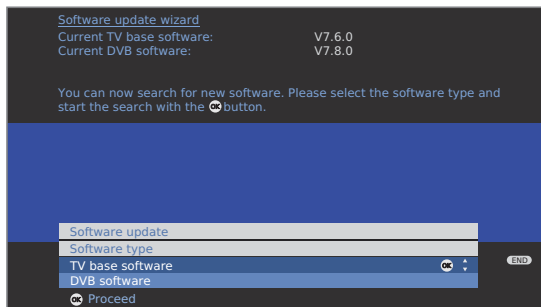 Software update wizard
Current TV base software: V7.6.0
Current DVB software: V7.8.0
You can now search for new software. Please select the software type and
start the search with the OK button.
Software update
Software type
TV base software OK
END
DVB software
OK Proceed